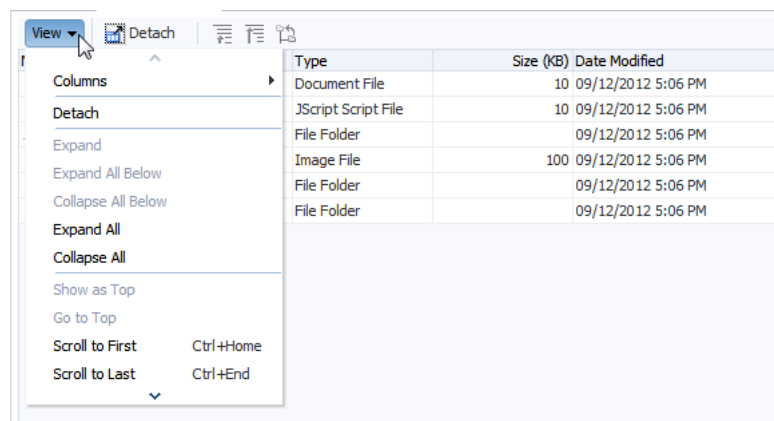 View Detach
Type Size (KB) Date Modified
Columns
Document File 10 09/12/2012 5:06 PM
Detach
JScript Script File 10 09/12/2012 5:06 PM
Expand
File Folder 09/12/2012 5:06 PM
Expand All Below
Image File 100 09/12/2012 5:06 PM
Collapse All Below
File Folder 09/12/2012 5:06 PM
Expand All
File Folder 09/12/2012 5:06 PM
Collapse All
Show as Top
Go to Top
Scroll to First Ctrl+Home
Scroll to Last Ctrl+End